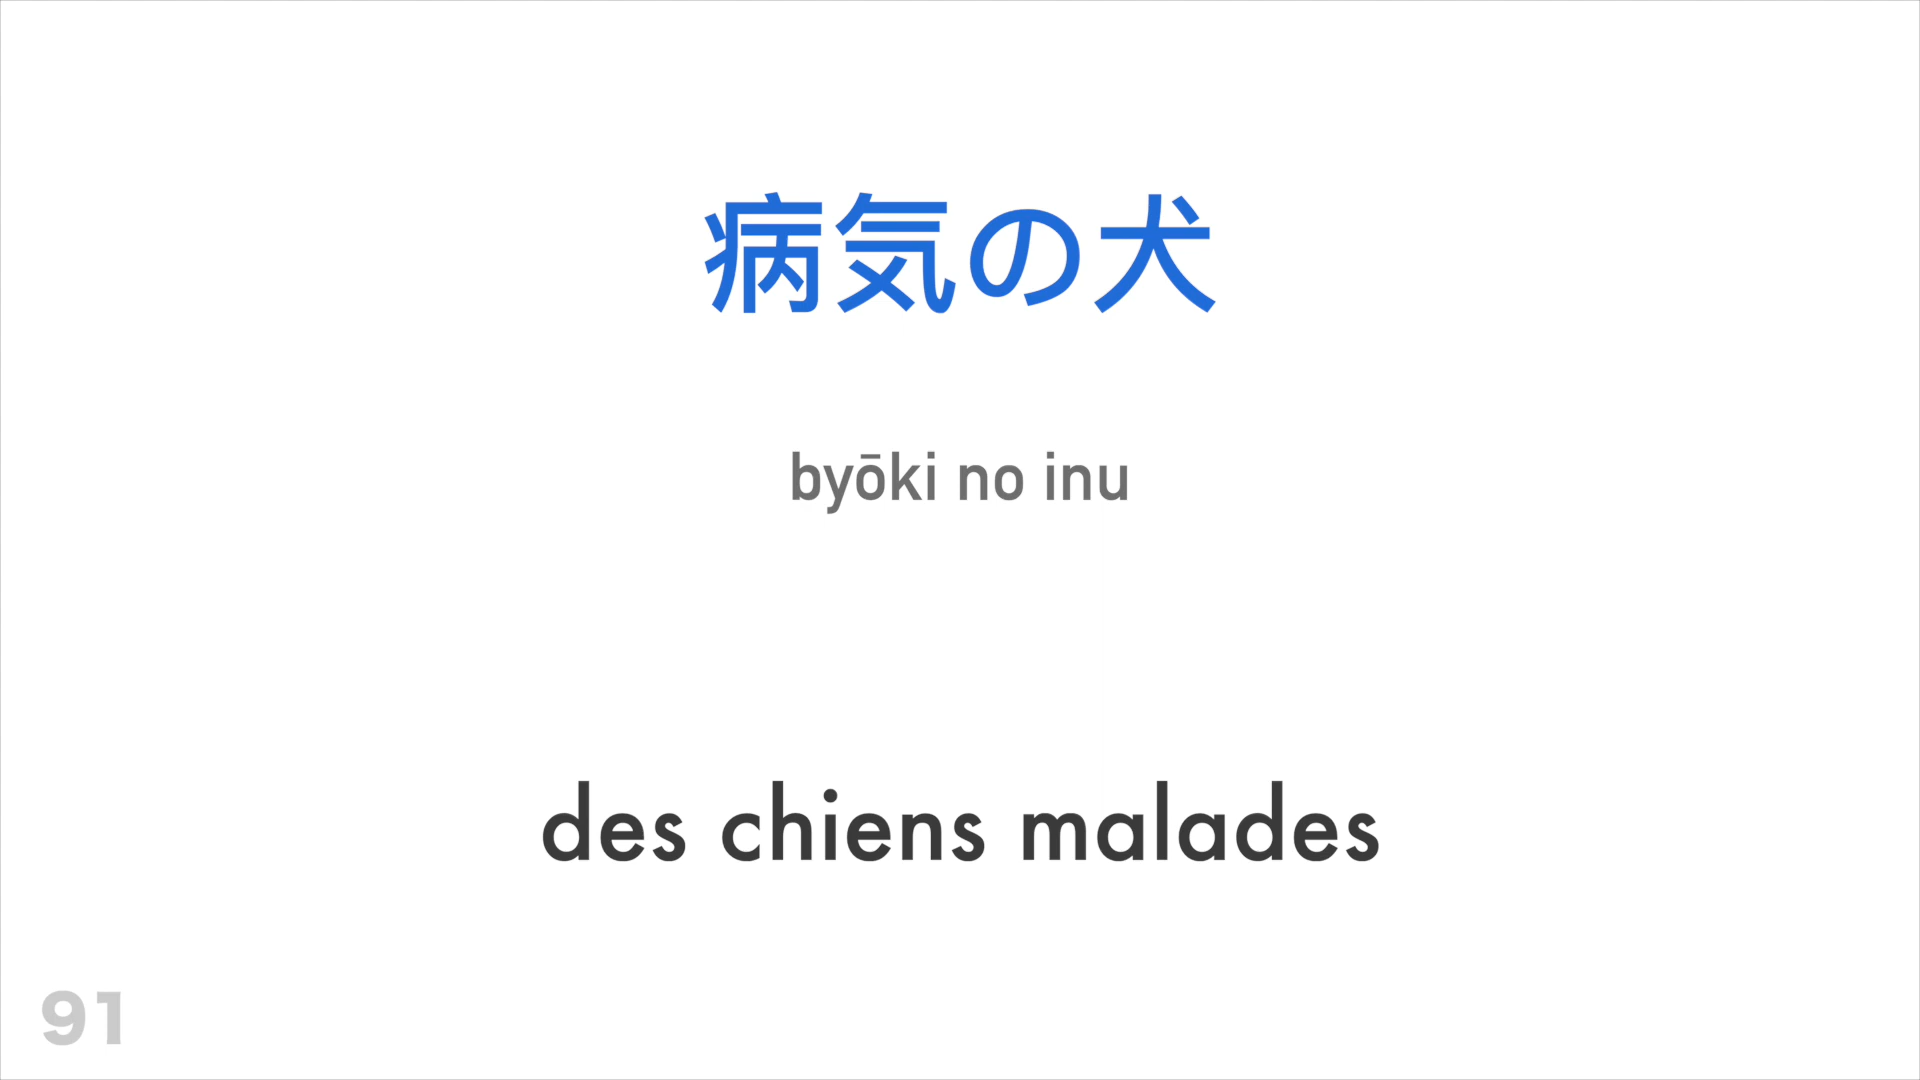 病気の犬
byōki no inu
des chiens malades
91